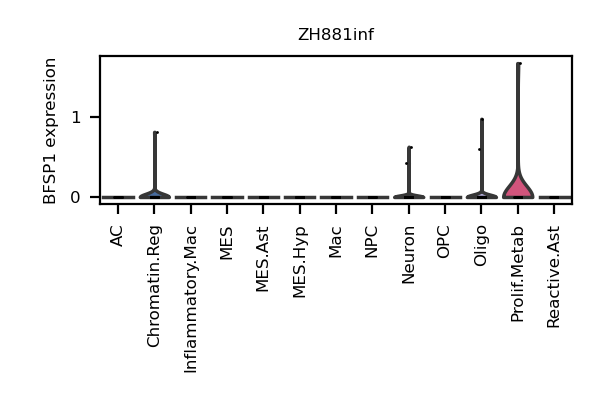 ZH881inf
BFSP1 expression
1
0
AC
Chromatin.Reg
Inflammatory.Mac
MES
MES.Ast
MES.Hyp
Mac
NPC
Neuron
OPC
Oligo
Prolif.Metab
Reactive.Ast